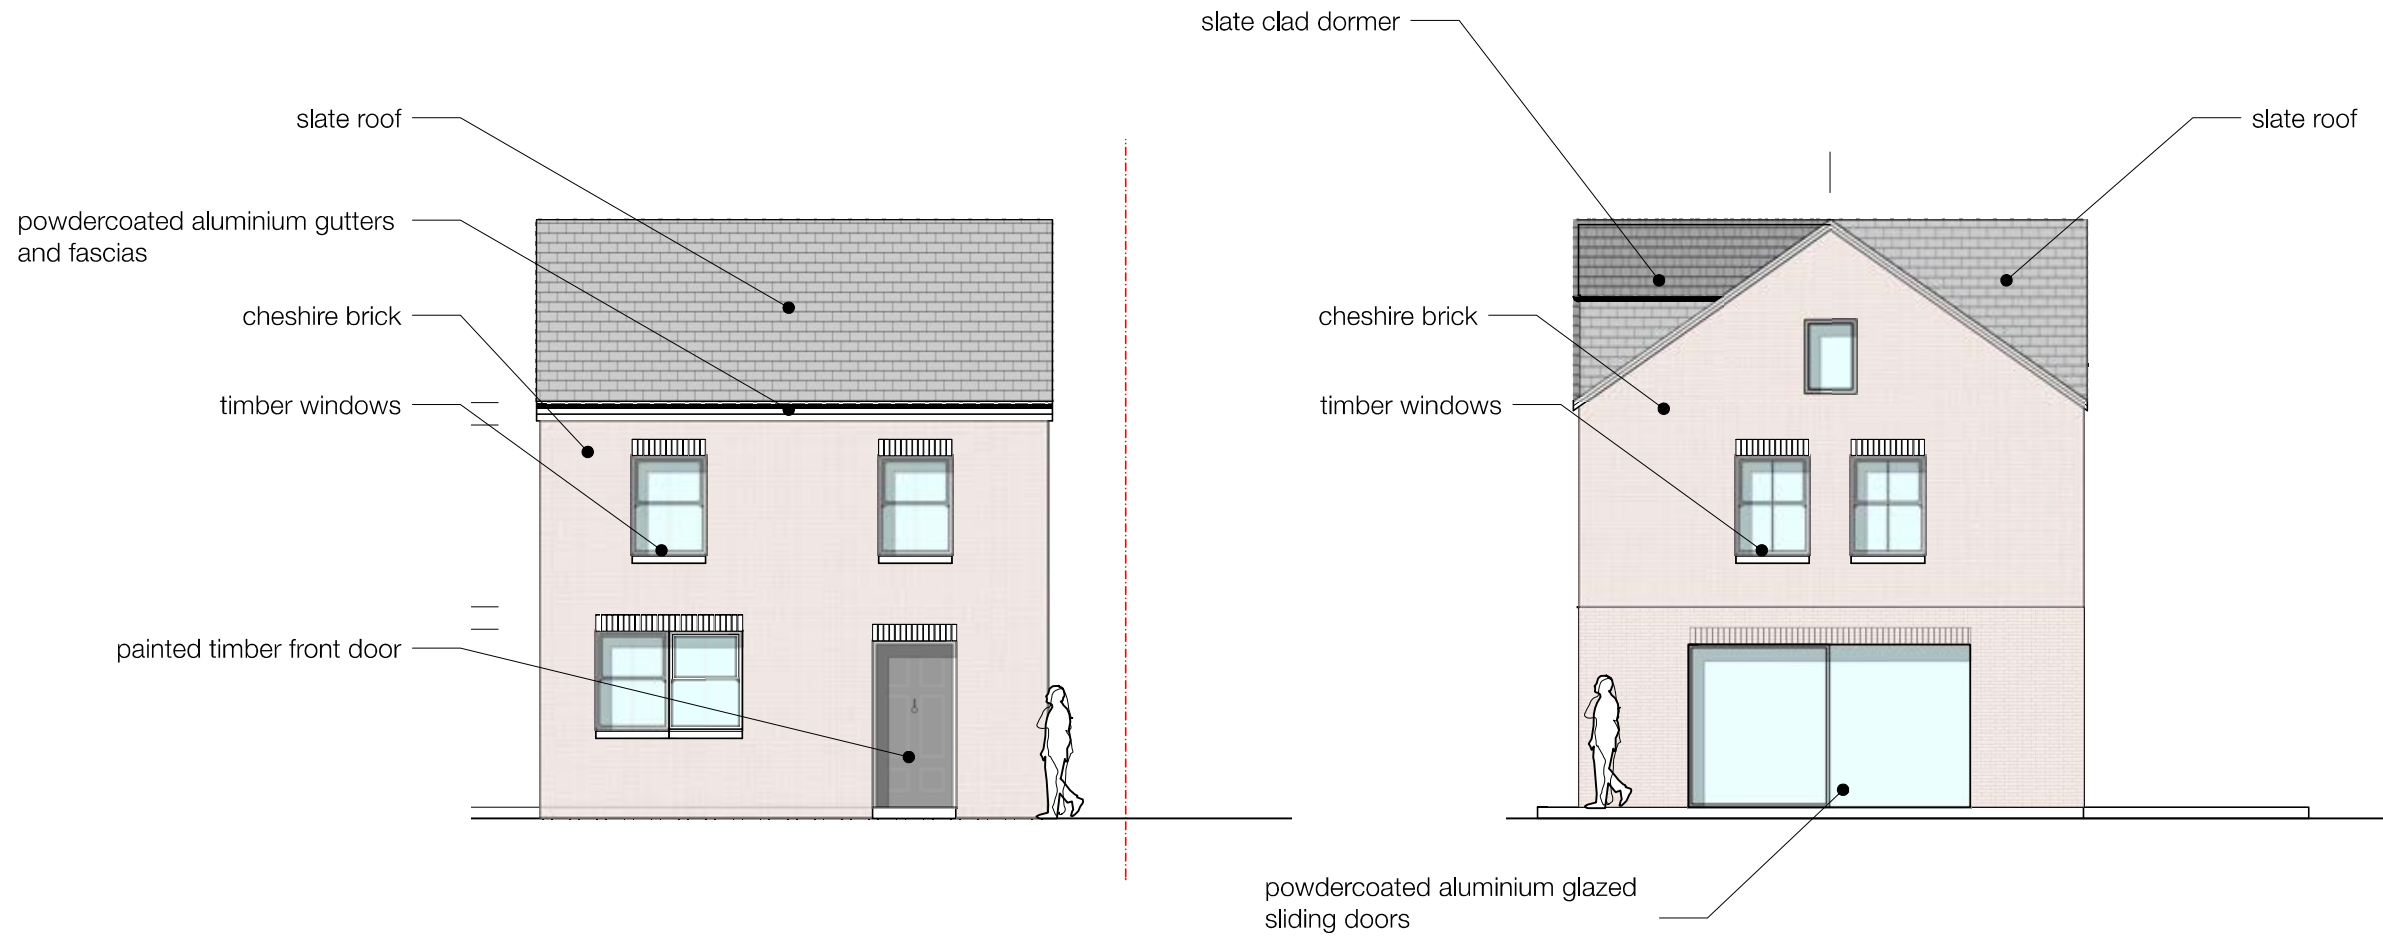 slate roof
powdercoated aluminium gutters
and fascias
cheshire brick
timber windows
painted timber front door
slate clad dormer
slate roof
cheshire brick
timber windows
powdercoated aluminium glazed
sliding doors